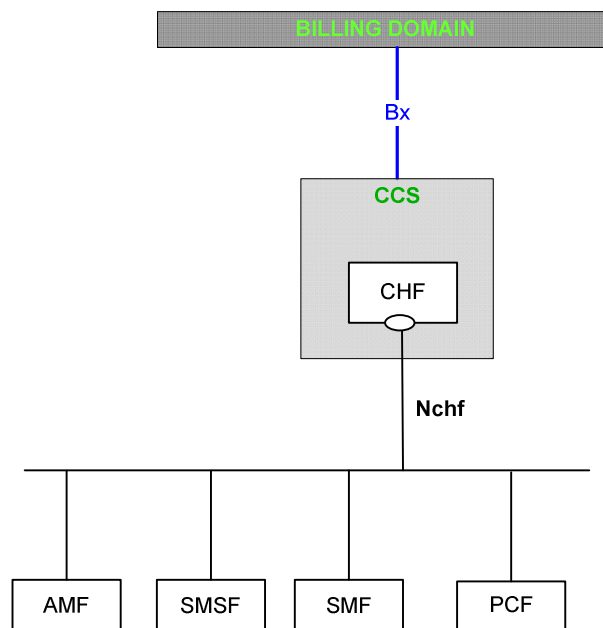 BILLING DOMAIN
Bx
CCS
CHF
Nchf
AMF
SMSF
SMF
PCF